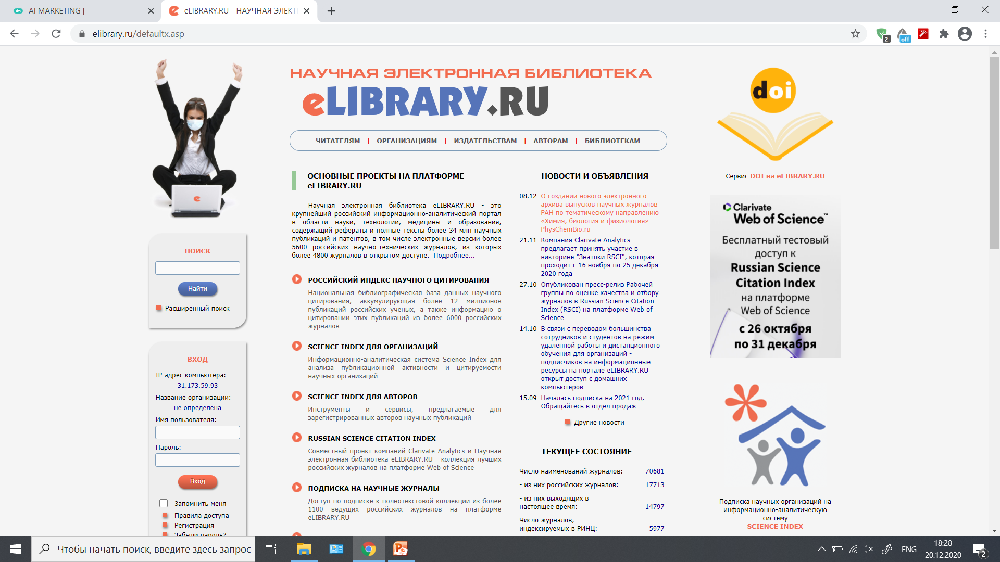 AI MARKETING |
eLIBRARY.RU - НАУЧНАЯ ЭЛЕКТ
elibrary.ru/defaultx.asp
2
off
НАУЧНАЯ ЭЛЕКТРОННАЯ БИБЛИОТЕКА
eLIBRARY.RU
ЧИТАТЕЛЯМ | ОРГАНИЗАЦИЯМ | ИЗДАТЕЛЬСТВАМ | АВТОРАМ | БИБЛИОТЕКАМ
ПОИСК
Найти
Расширенный поиск
ВХОД
IP-адрес компьютера:
31.173.59.93
Название организации:
не определена
Имя пользователя:
Пароль:
Вход
Запомнить меня
Правила доступа
Регистрация
Забыли пароль?
ОСНОВНЫЕ ПРОЕКТЫ НА ПЛАТФОРМЕ
eLIBRARY.RU
Научная электронная библиотека eLIBRARY.RU - это
крупнейший российский информационно-аналитический портал
в области науки, технологии, медицины и образования,
содержащий рефераты и полные тексты более 34 млн научных
публикаций и патентов, в том числе электронные версии более
5600 российских научно-технических журналов, из которых
более 4800 журналов в открытом доступе. Подробнее...
РОССИЙСКИЙ ИНДЕКС НАУЧНОГО ЦИТИРОВАНИЯ
Национальная библиографическая база данных научного
цитирования, аккумулирующая более 12 миллионов
публикаций российских ученых, а также информацию о
цитировании этих публикаций из более 6000 российских
журналов
SCIENCE INDEX ДЛЯ ОРГАНИЗАЦИЙ
Информационно-аналитическая система Science Index для
анализа публикационной активности и цитируемости
научных организаций
SCIENCE INDEX ДЛЯ АВТОРОВ
Инструменты и сервисы, предлагаемые для
зарегистрированных авторов научных публикаций
RUSSIAN SCIENCE CITATION INDEX
Совместный проект компаний Clarivate Analytics и Научная
электронная библиотека eLIBRARY.RU - коллекция лучших
российских журналов на платформе Web of Science
ПОДПИСКА НА НАУЧНЫЕ ЖУРНАЛЫ
Доступ по подписке к полнотекстовой коллекции из более
1100 ведущих российских журналов на платформе
eLIBRARY.RU
НОВОСТИ И ОБЪЯВЛЕНИЯ
08.12 О создании нового электронного
архива выпусков научных журналов
РАН по тематическому направлению
«Химия, биология и физиология»
PhysChemBio.ru
21.11 Компания Clarivate Analytics
предлагает принять участие в
викторине "Знатоки RSCI", которая
проходит с 16 ноября по 25 декабря
2020 года
27.10 Опубликован пресс-релиз Рабочей
группы по оценке качества и отбору
журналов в Russian Science Citation
Index (RSCI) на платформе Web of
Science
14.10 В связи с переводом большинства
сотрудников и студентов на режим
удаленной работы и дистанционного
обучения для организаций -
подписчиков на информационные
ресурсы на портале eLIBRARY.RU
открыт доступ с домашних
компьютеров
15.09 Началась подписка на 2021 год.
Обращайтесь в отдел продаж
Другие новости
ТЕКУЩЕЕ СОСТОЯНИЕ
Число наименований журналов: 70681
- из них российских журналов: 17713
- из них выходящих в
настоящее время: 14797
Число журналов,
индексируемых в РИНЦ: 5977
doi
Сервис DOI на eLIBRARY.RU
Clarivate
Web of Science™
Бесплатный тестовый
доступ к
Russian Science
Citation Index
на платформе
Web of Science
с 26 октября
по 31 декабря
Подписка научных организаций на
информационно-аналитическую
систему
SCIENCE INDEX
Чтобы начать поиск, введите здесь запрос
ENG
18:28
20.12.2020
2